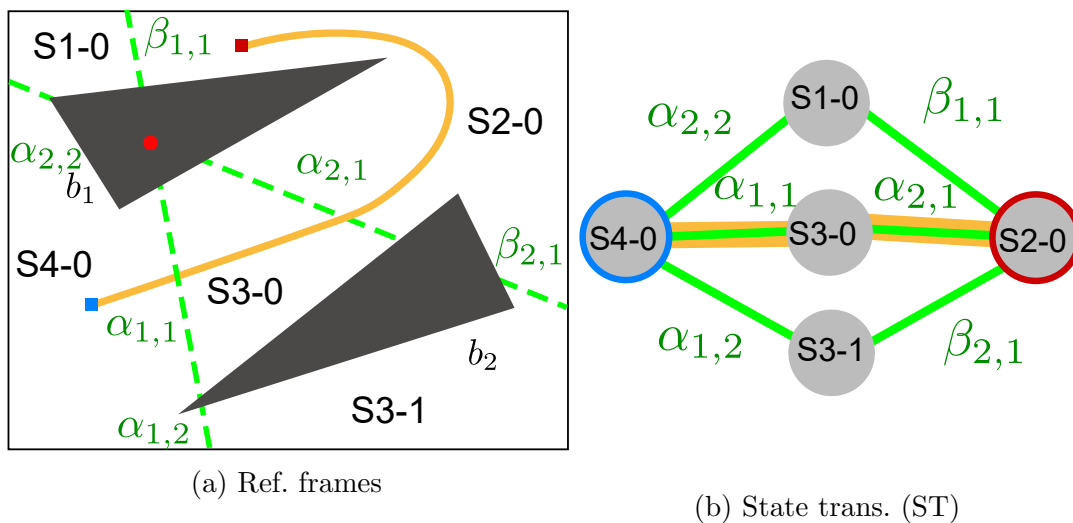 S1-0
β1,1
S2-0
α2,2
b1
α2,1
S4-0
S3-0
β2,1
α1,1
b2
S3-1
α1,2
(a) Ref. frames
S1-0
α2,2
β1,1
α1,1
α2,1
S4-0
S3-0
S2-0
α1,2
S3-1
β2,1
(b) State trans. (ST)